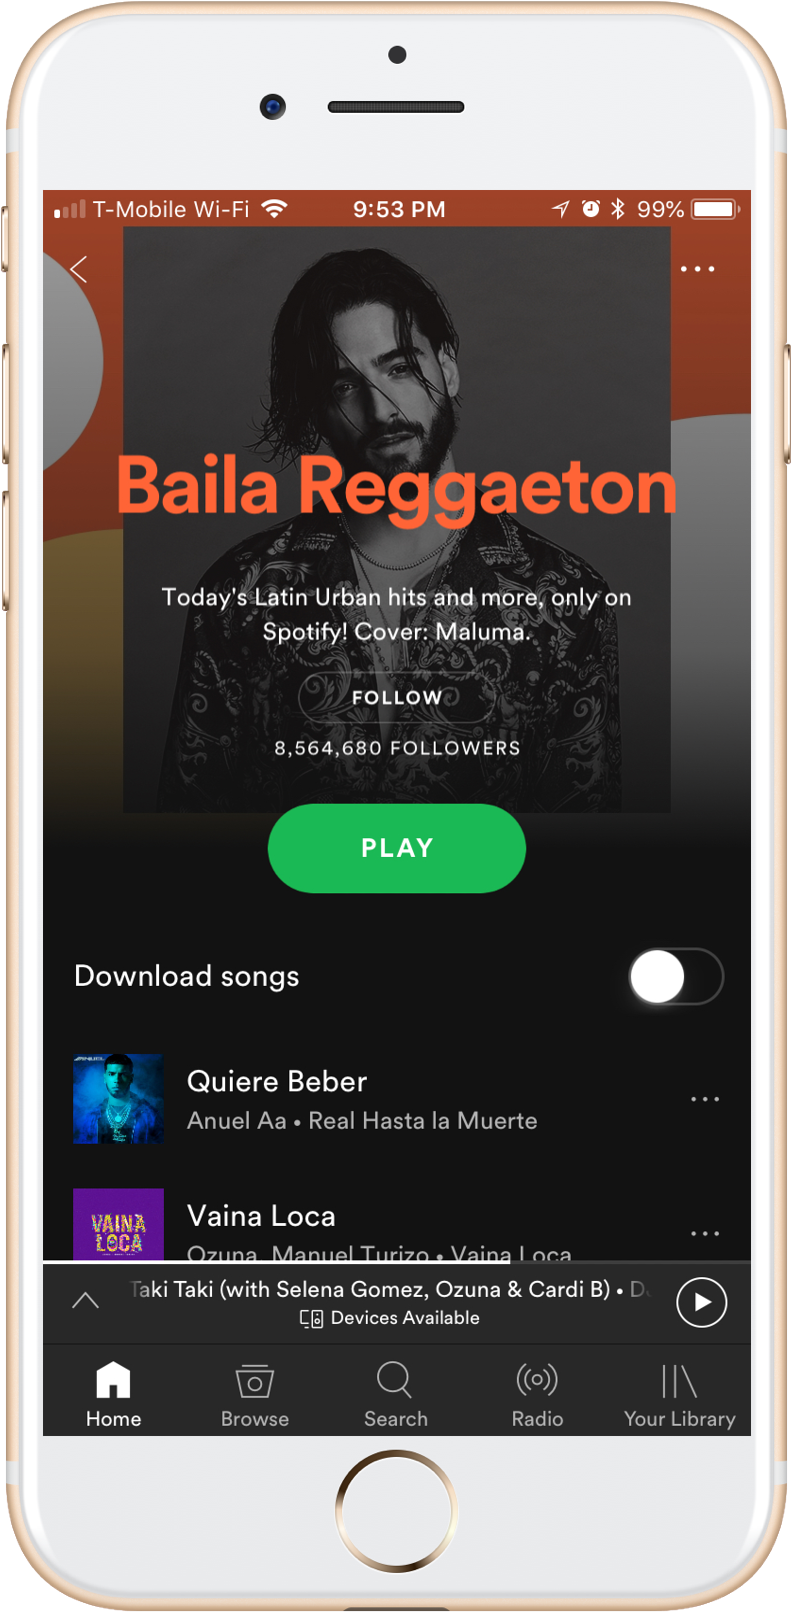 T-Mobile Wi-Fi 9:53 PM 99%
Baila Reggaeton
Today's Latin Urban hits and more, only on
Spotify! Cover: Maluma.
FOLLOW
8,564,680 FOLLOWERS
PLAY
Download songs
ANUEL
Quiere Beber
Anuel Aa • Real Hasta la Muerte
VAINA
LOCA
Vaina Loca
Ozuna, Manuel Turizo • Vaina Loca
Taki Taki (with Selena Gomez, Ozuna & Cardi B) •
Devices Available
Home Browse Search Radio Your Library